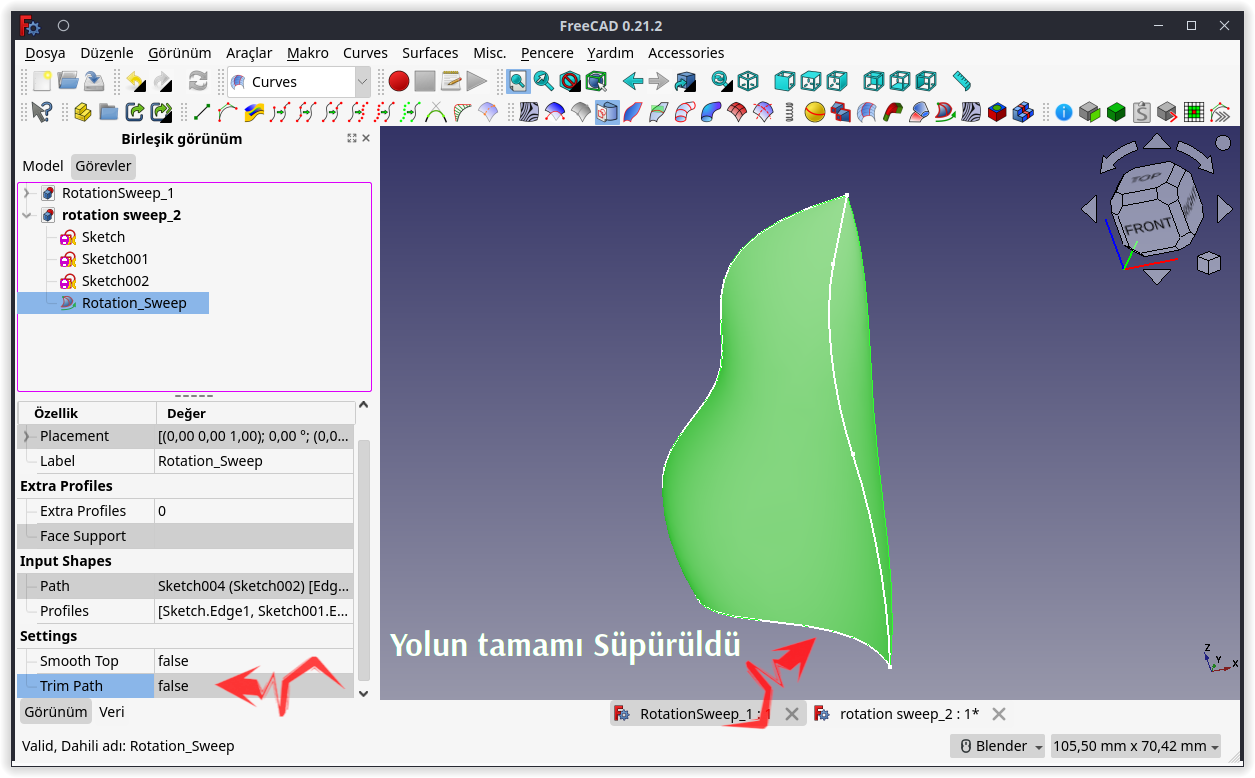 FreeCAD 0.21.2
Dosya Düzenle Görünüm Araçlar Makro Curves Surfaces Misc. Pencere Yardım Accessories
Curves
Birleşik görünüm
Model Görevler
RotationSweep_1
rotation sweep_2
Sketch
Sketch001
Sketch002
Rotation_Sweep
Özellik Değer
Placement [(0,00 0,00 1,00); 0,00 °; (0,0...
Label Rotation_Sweep
Extra Profiles
Extra Profiles 0
Face Support
Input Shapes
Path Sketch004 (Sketch002) [Edg...
Profiles [Sketch.Edge1, Sketch001.E...
Settings
Smooth Top false
Trim Path false
Görünüm Veri
TOP
FRONT
Yolun tamamı Süpürüldü
Z
Y
X
RotationSweep_1 : 1 rotation sweep_2 : 1*
Valid, Dahili adı: Rotation_Sweep
Blender 105,50 mm x 70,42 mm